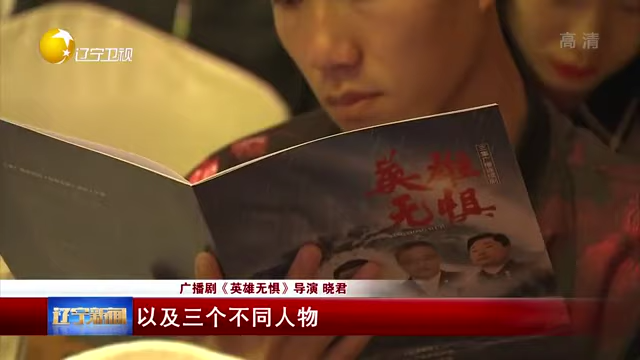 辽宁卫视
高清
英雄
无惧
广播剧《英雄无惧》导演 晓君
辽宁新闻
以及三个不同人物